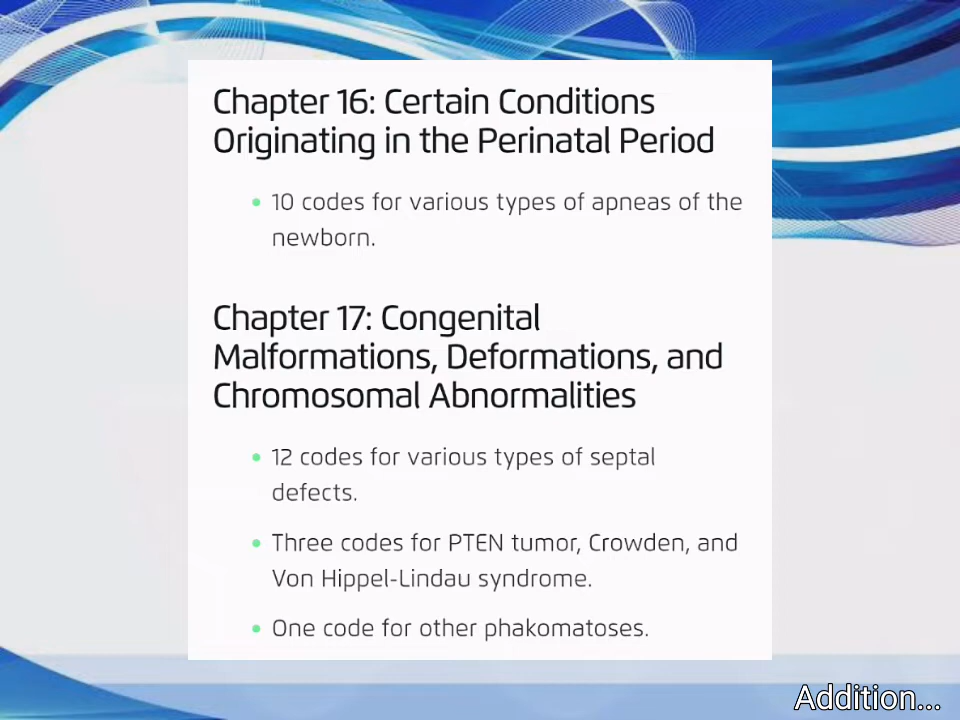 Chapter 16: Certain Conditions
Originating in the Perinatal Period
• 10 codes for various types of apneas of the
newborn.
Chapter 17: Congenital
Malformations, Deformations, and
Chromosomal Abnormalities
• 12 codes for various types of septal
defects.
• Three codes for PTEN tumor, Crowden, and
Von Hippel-Lindau syndrome.
• One code for other phakomatoses.
Addition...